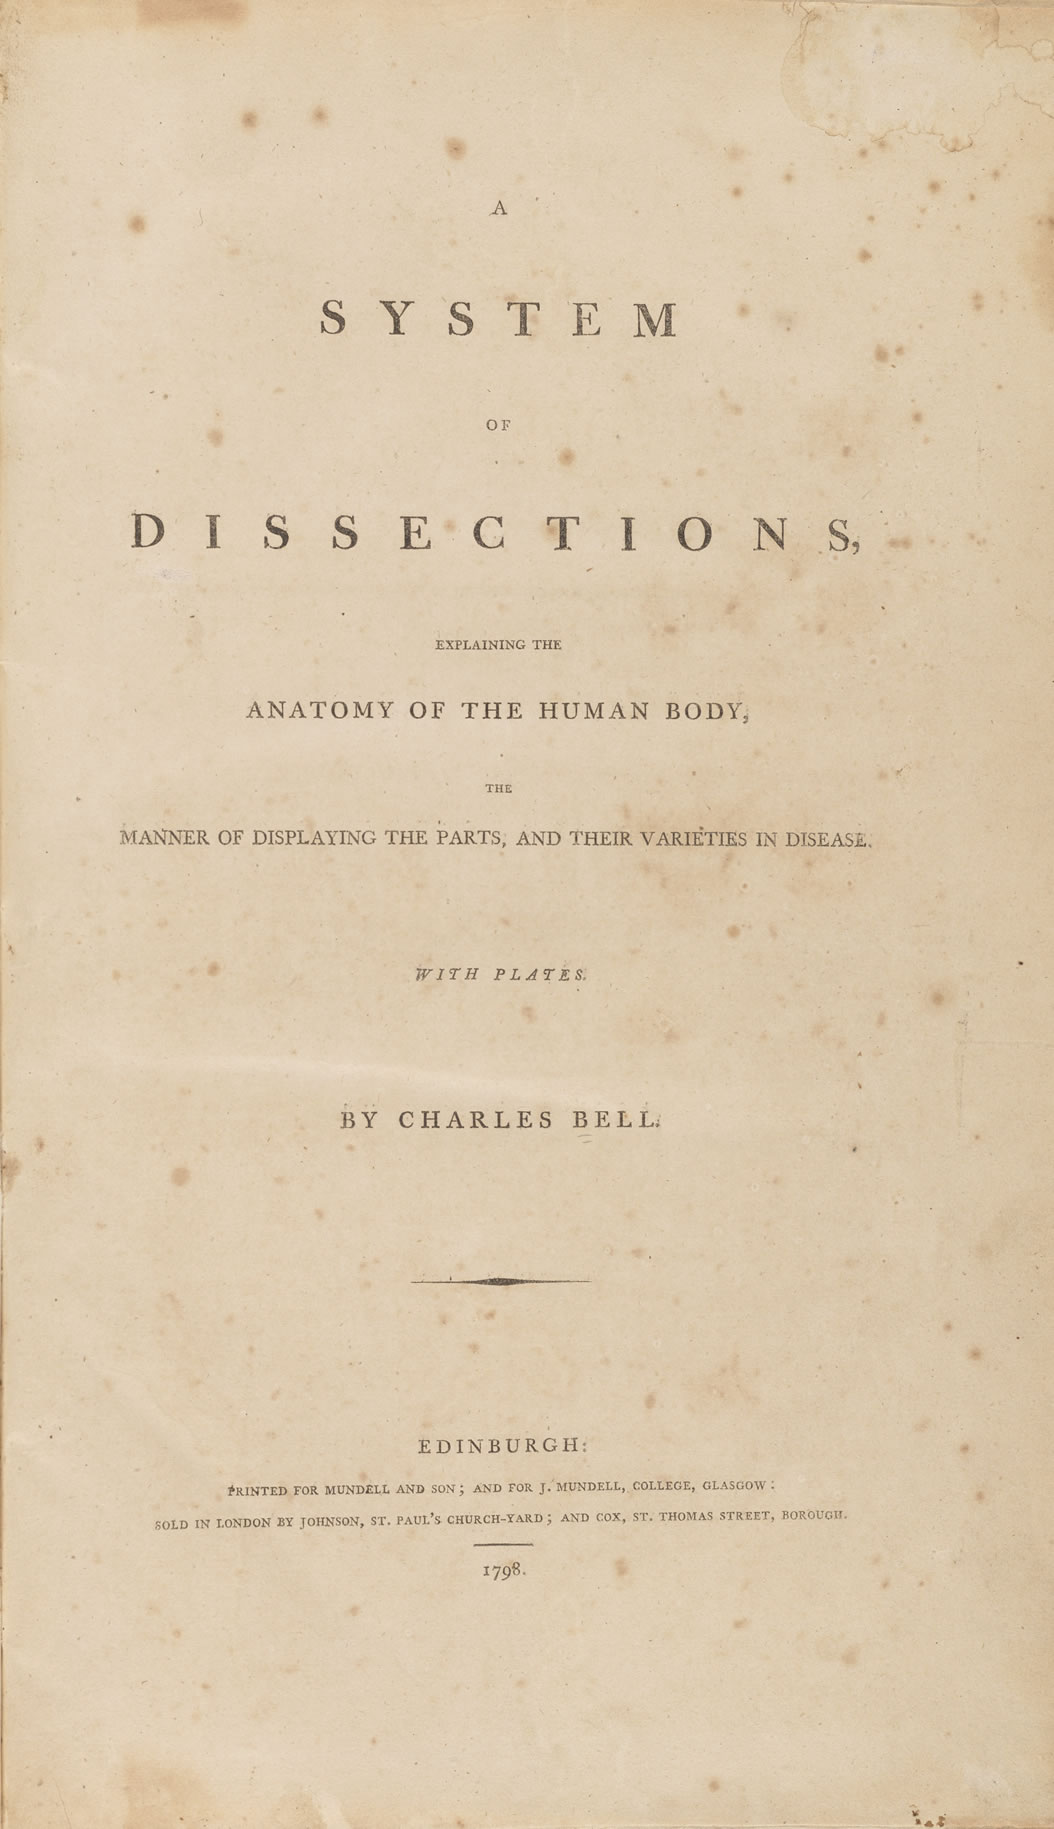 A
SYSTEM
OF
DISSECTIONS,
EXPLAINING THE
ANATOMY OF THE HUMAN BODY,
THE
MANNER OF DISPLAYING THE PARTS, AND THEIR VARIETIES IN DISEASE.
WITH PLATES.
BY CHARLES BELL.
EDINBURGH:
PRINTED FOR MUNDELL AND SON; AND FOR J. MUNDELL, COLLEGE, GLASGOW:
SOLD IN LONDON BY JOHNSON, ST. PAUL'S CHURCH-YARD; AND COX, ST. THOMAS STREET, BOROUGH.
1798.